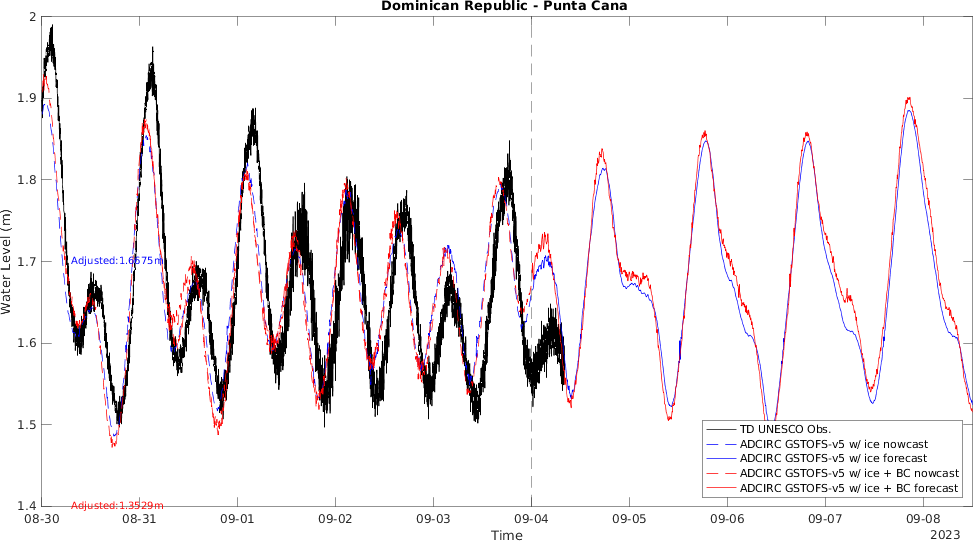 Dominican Republic - Punta Cana
Water Level (m)
2
1.9
1.8
1.7
1.6
1.5
1.4
Adjusted:1.6575m
Adjusted:1.3529m
TD UNESCO Obs.
ADCIRC GSTOFS-v5 w/ ice nowcast
ADCIRC GSTOFS-v5 w/ ice forecast
ADCIRC GSTOFS-v5 w/ ice + BC nowcast
ADCIRC GSTOFS-v5 w/ ice + BC forecast
08-30 08-31 09-01 09-02 09-03 09-04 09-05 09-06 09-07 09-08
Time
2023